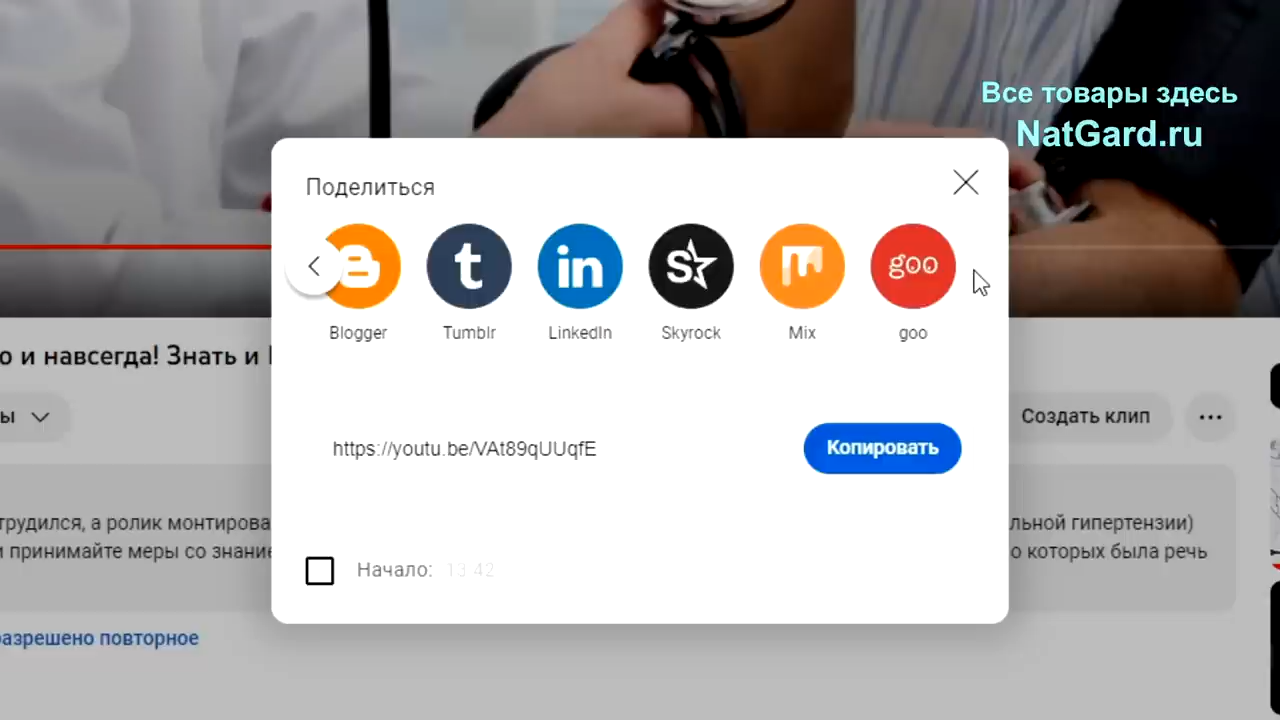 Все товары здесь
NatGard.ru
Поделиться
goo
Blogger
Tumblr
LinkedIn
Skyrock
Mix
goo
о и навсегда! Знать и
ы
Создать клип
https://youtu.be/VAt89qUUqfE
Копировать
трудился, а ролик монтирова
льной гипертензии)
и принимайте меры со знание
о которых была речь
Начало: 13:42
разрешено повторное